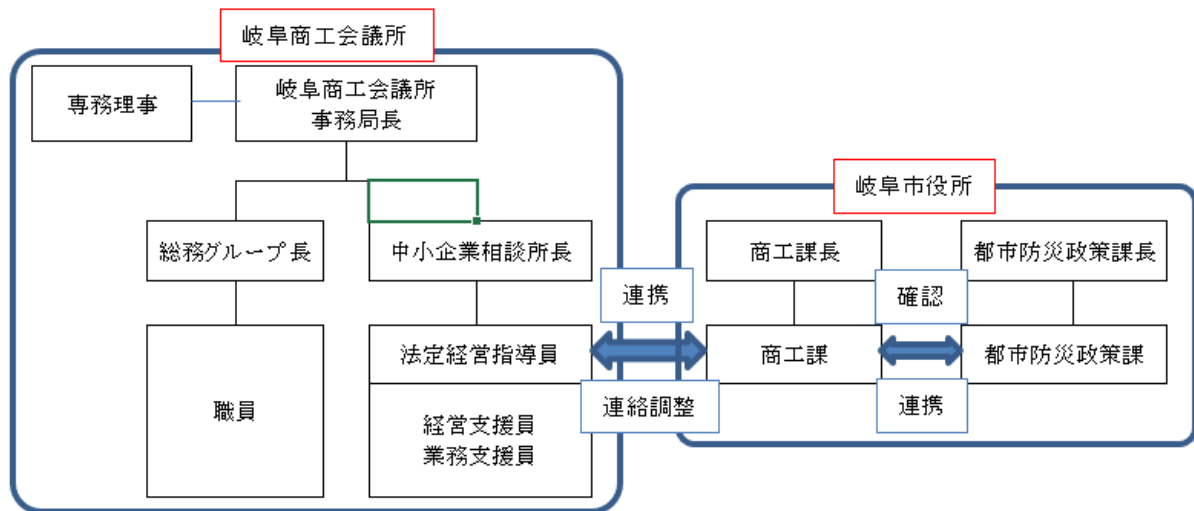 岐阜商工会議所
専務理事
岐阜商工会議所
事務局長
総務グループ長
中小企業相談所長
職員
法定経営指導員
経営支援員
業務支援員
連携
連絡調整
岐阜市役所
商工課長
都市防災政策課長
確認
商工課
都市防災政策課
連携